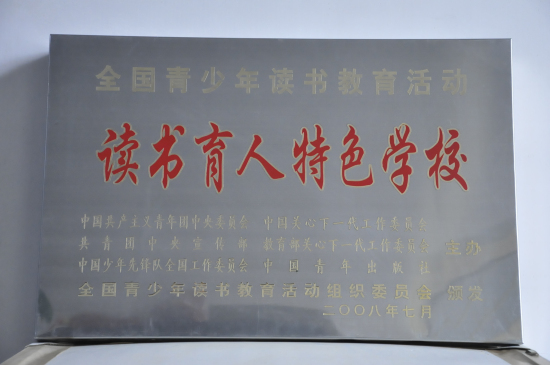 全国青少年读书教育活动
读书育人特色学校
中国共产主义青年团中央委员会 中国关心下一代工作委员会
共青团中央宣传部 教育部关心下一代工作委员会 主办
中国少年先锋队全国工作委员会 中国青年出版社
全国青少年读书教育活动组织委员会 颁发
二〇〇八年七月